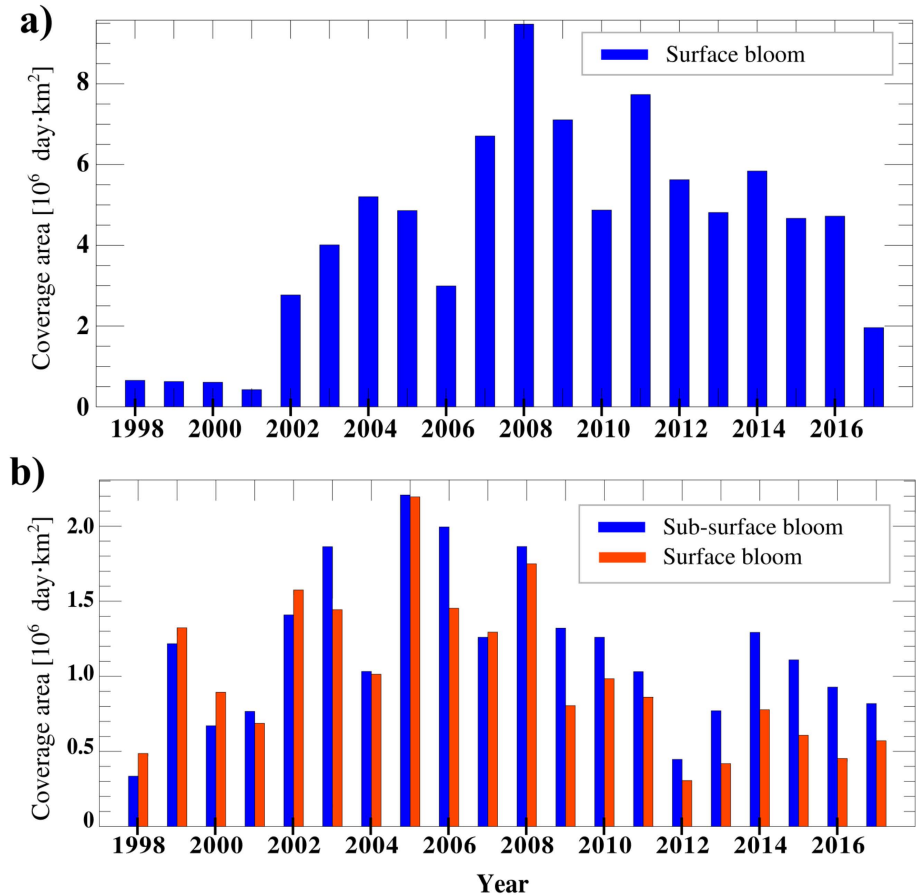 a)
Surface bloom
Coverage area [10⁶ day·km²]
8
6
4
2
0
1998 2000 2002 2004 2006 2008 2010 2012 2014 2016
b)
Sub-surface bloom
Surface bloom
Coverage area [10⁶ day·km²]
2.0
1.5
1.0
0.5
0
1998 2000 2002 2004 2006 2008 2010 2012 2014 2016
Year